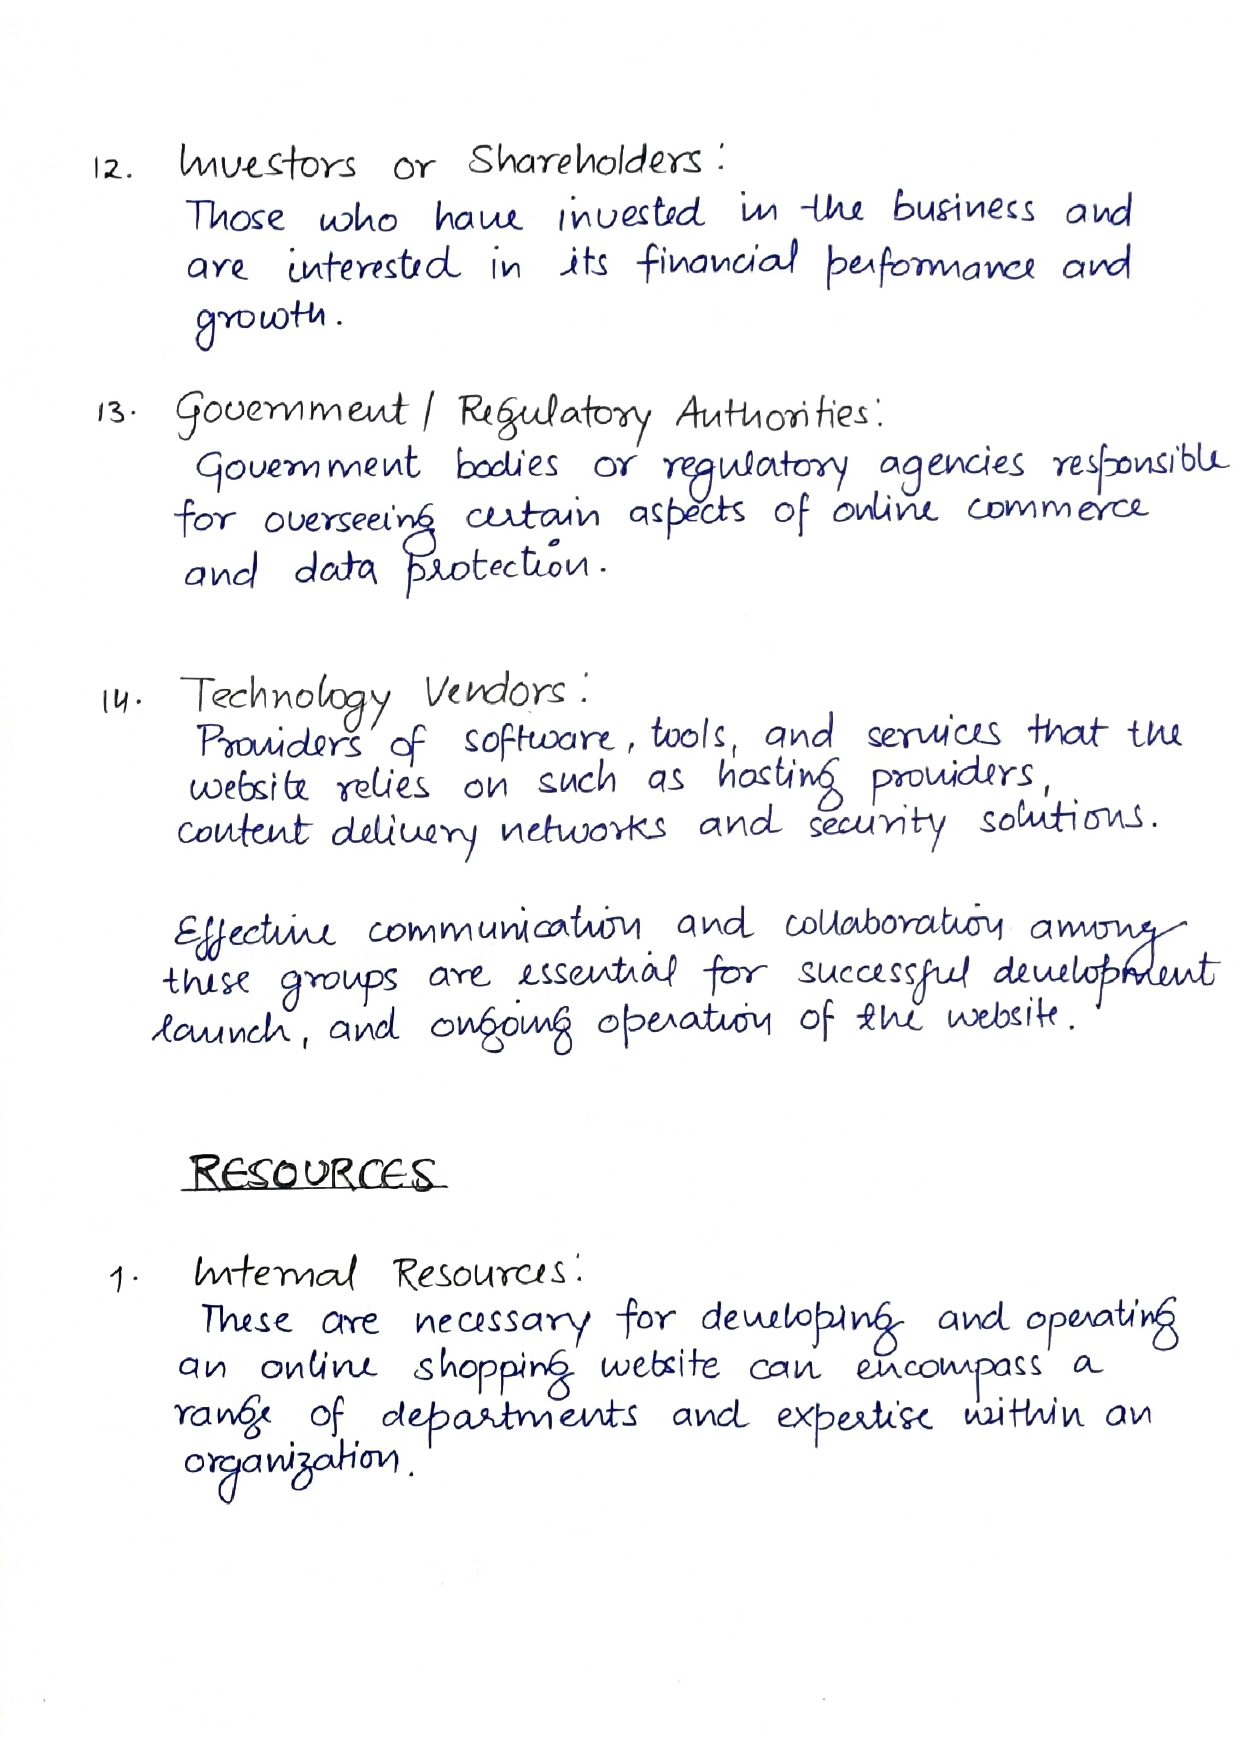 12. Investors or Shareholders:
Those who have invested in the business and
are interested in its financial performance and
growth.
13. Government / Regulatory Authorities:
Government bodies or regulatory agencies responsible
for overseeing certain aspects of online commerce
and data protection.
14. Technology Vendors:
Providers of software, tools, and services that the
website relies on such as hosting providers,
content delivery networks and security solutions.
Effective communication and collaboration among
these groups are essential for successful development
launch, and ongoing operation of the website.
RESOURCES
1. Internal Resources:
These are necessary for developing and operating
an online shopping website can encompass a
range of departments and expertise within an
organization.